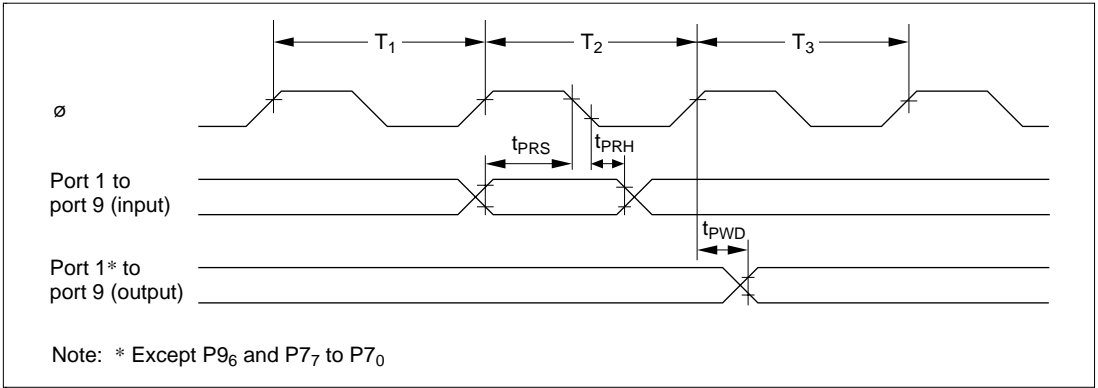 T₁ T₂ T₃
ø
tPRS tPRH
Port 1 to
port 9 (input)
tPWD
Port 1* to
port 9 (output)
Note: * Except P9₆ and P7₇ to P7₀